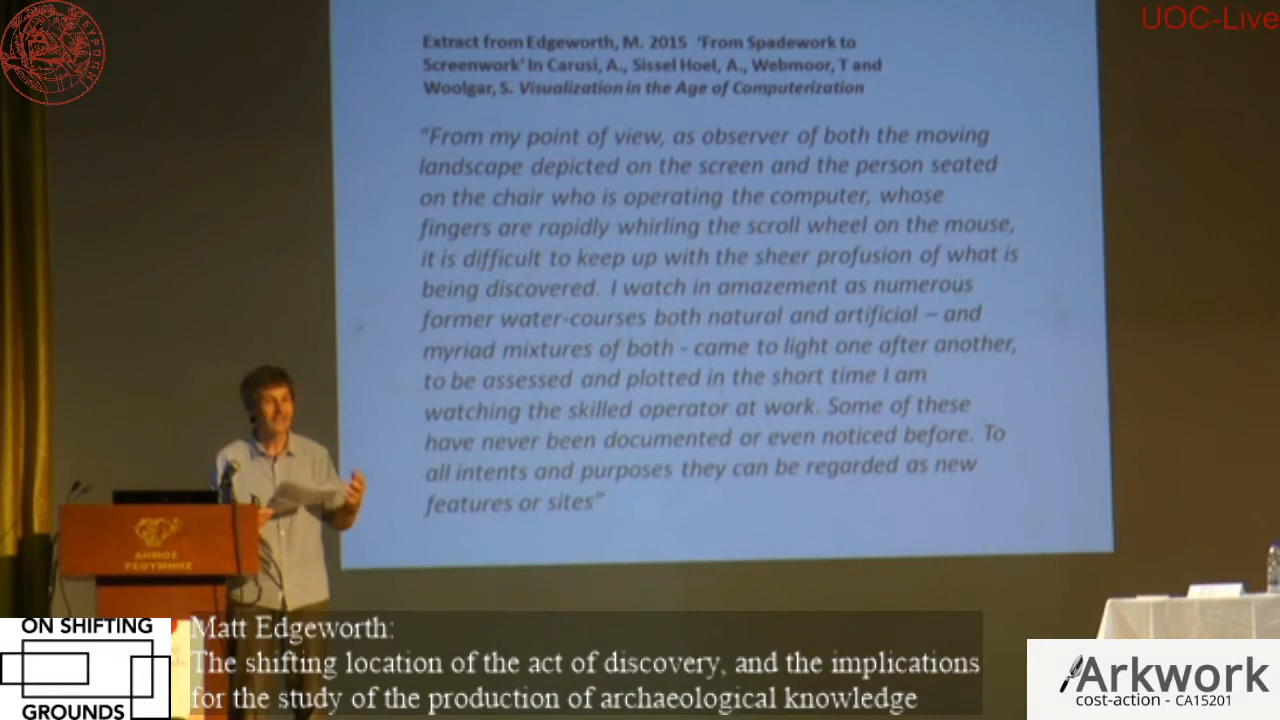 UOC-Live
Extract from Edgeworth, M. 2015 'From Spadework to
Screenwork' In Carusi, A., Sissel Hoel, A., Webmoor, T and
Woolgar, S. Visualization in the Age of Computerization
"From my point of view, as observer of both the moving
landscape depicted on the screen and the person seated
on the chair who is operating the computer, whose
fingers are rapidly whirling the scroll wheel on the mouse,
it is difficult to keep up with the sheer profusion of what is
being discovered. I watch in amazement as numerous
former water-courses both natural and artificial – and
myriad mixtures of both - came to light one after another,
to be assessed and plotted in the short time I am
watching the skilled operator at work. Some of these
have never been documented or even noticed before. To
all intents and purposes they can be regarded as new
features or sites"
ΔΗΜΟΣ
ΡΕΘΥΜΝΗΣ
ON SHIFTING
GROUNDS
Matt Edgeworth:
The shifting location of the act of discovery, and the implications
for the study of the production of archaeological knowledge
Arkwork
cost-action - CA15201